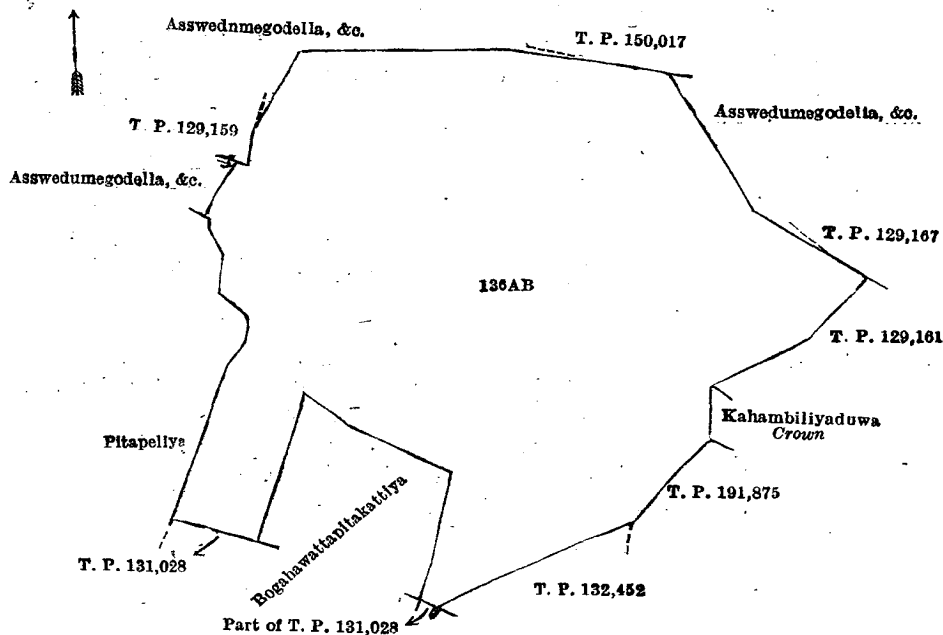 Asswednmegodella, &c.
T. P. 150,017
T. P. 129,159
Asswedumegodella, &c.
Asswedumegodella, &c.
T. P. 129,167
136AB
T. P. 129,161
Kahambiliyaduwa
Crown
Pitapeliya
T. P. 191,875
Bogahawattapitakattiya
T. P. 131,028
T. P. 132,452
Part of T. P. 131,028